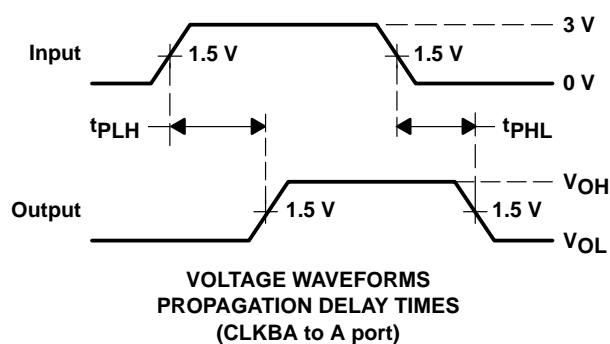 3 V
Input
1.5 V
1.5 V
0 V
tPLH
tPHL
VOH
Output
1.5 V
1.5 V
VOL
VOLTAGE WAVEFORMS
PROPAGATION DELAY TIMES
(CLKBA to A port)